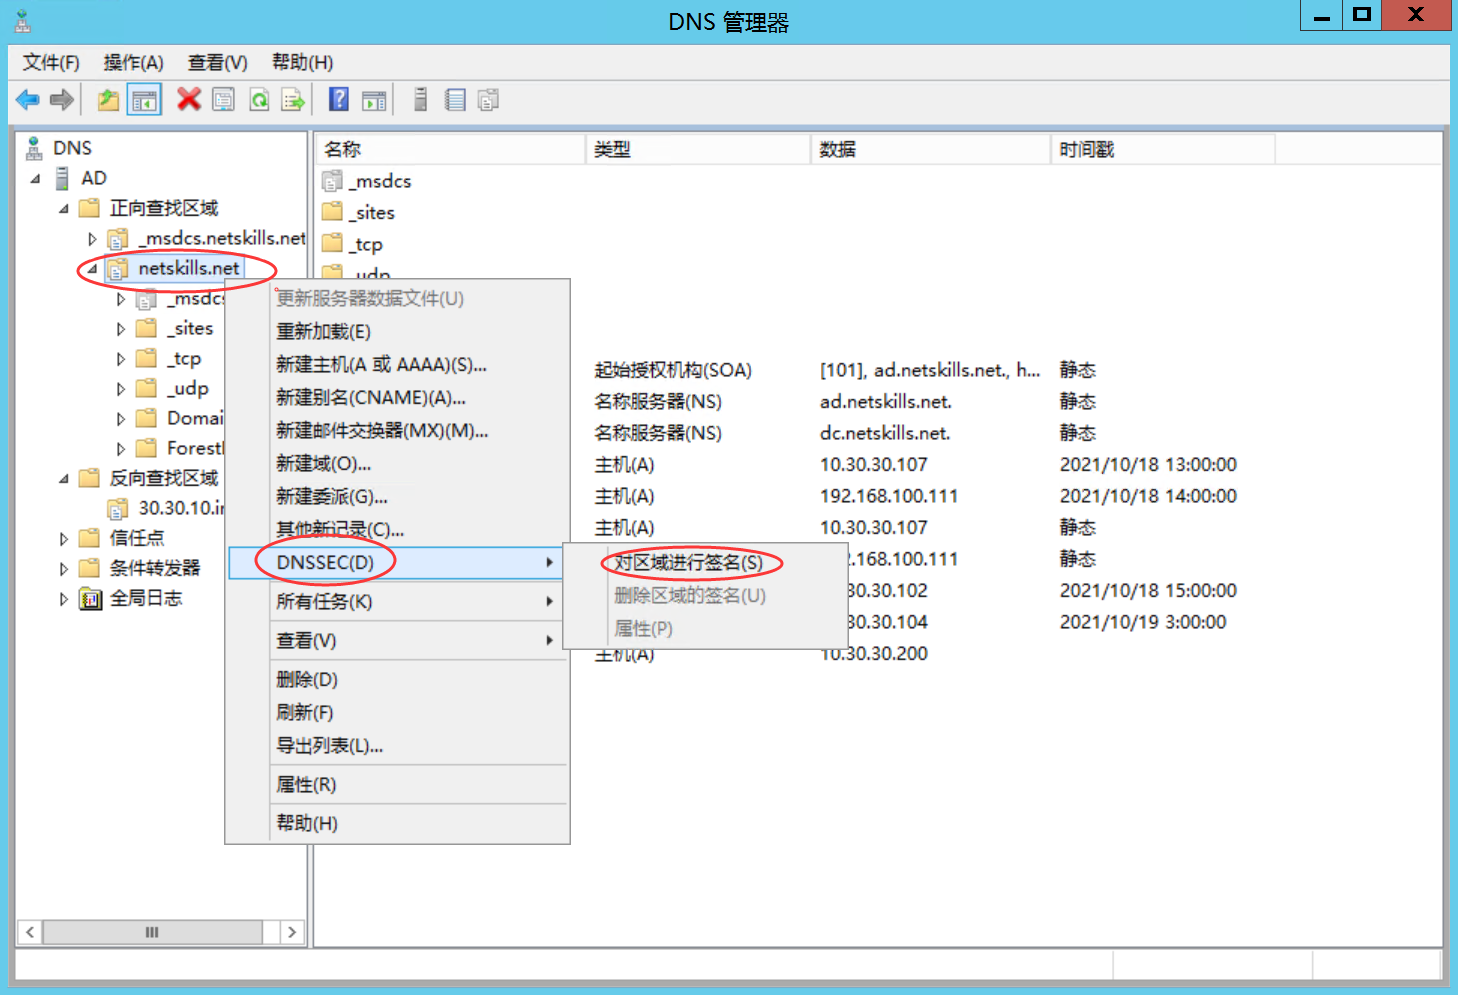 DNS 管理器
文件(F) 操作(A) 查看(V) 帮助(H)
DNS
AD
正向查找区域
_msdcs.netskills.net
netskills.net
_msdcs
_sites
_tcp
_udp
Domai
Forest
反向查找区域
30.30.10.in
信任点
条件转发器
全局日志
名称 类型 数据 时间戳
_msdcs
_sites
_tcp
_udp
起始授权机构(SOA) [101], ad.netskills.net., h... 静态
名称服务器(NS) ad.netskills.net. 静态
名称服务器(NS) dc.netskills.net. 静态
主机(A) 10.30.30.107 2021/10/18 13:00:00
主机(A) 192.168.100.111 2021/10/18 14:00:00
主机(A) 10.30.30.107 静态
2.168.100.111 静态
30.102 2021/10/18 15:00:00
30.104 2021/10/19 3:00:00
主机(A) 10.30.30.200
更新服务器数据文件(U)
重新加载(E)
新建主机(A 或 AAAA)(S)...
新建别名(CNAME)(A)...
新建邮件交换器(MX)(M)...
新建域(O)...
新建委派(G)...
其他新记录(C)...
DNSSEC(D)
所有任务(K)
查看(V)
删除(D)
刷新(F)
导出列表(L)...
属性(R)
帮助(H)
对区域进行签名(S)
删除区域的签名(U)
属性(P)